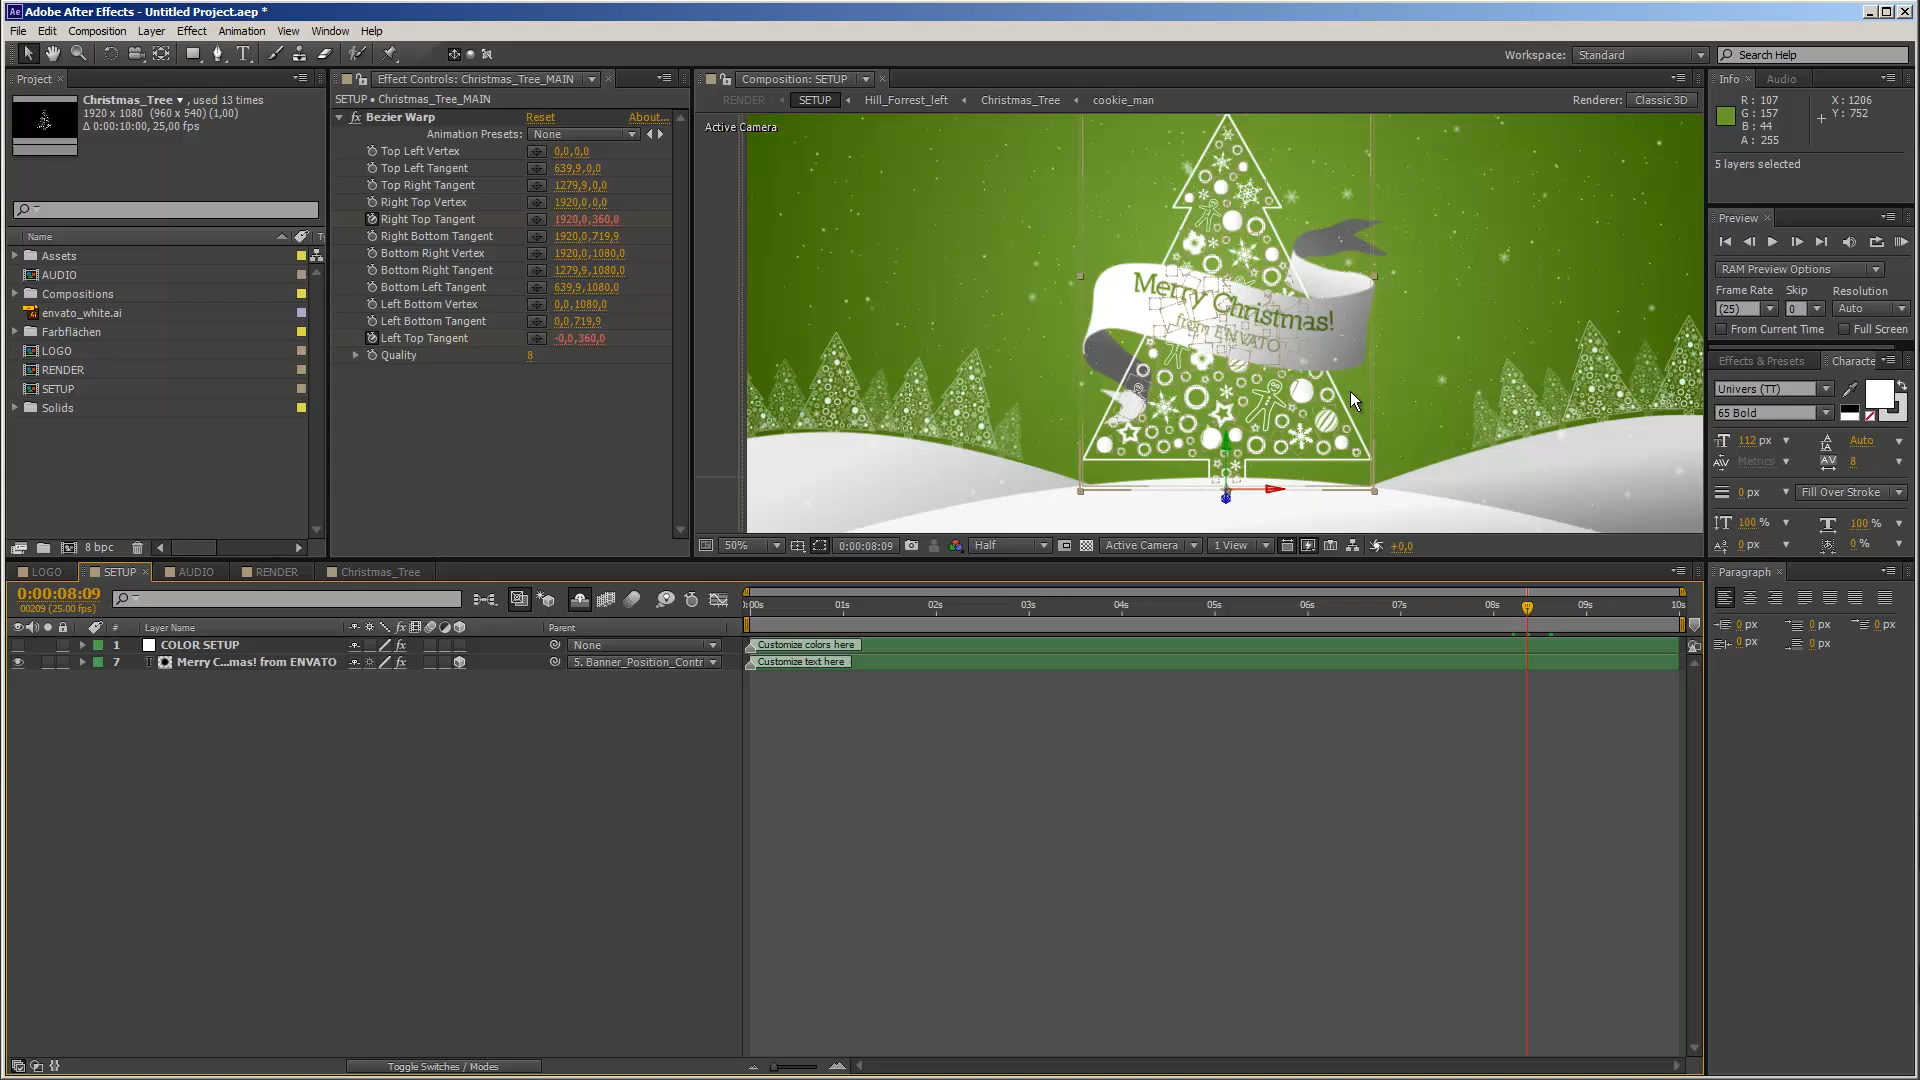 Adobe After Effects - Untitled Project.aep *
File Edit Composition Layer Effect Animation View Window Help
Workspace: Standard
Search Help
Project
Christmas_Tree , used 13 times
1920 x 1080 (960 x 540) (1,00)
Δ 0:00:10:00, 25,00 fps
Name
Assets
AUDIO
Compositions
envato_white.ai
Farbflächen
LOGO
RENDER
SETUP
Solids
8 bpc
Effect Controls: Christmas_Tree_MAIN
SETUP • Christmas_Tree_MAIN
fx Bezier Warp Reset About...
Animation Presets: None
Top Left Vertex 0,0,0,0
Top Left Tangent 639,9,0,0
Top Right Tangent 1279,9,0,0
Right Top Vertex 1920,0,0,0
Right Top Tangent 1920,0,360,0
Right Bottom Tangent 1920,0,719,9
Bottom Right Vertex 1920,0,1080,0
Bottom Right Tangent 1279,9,1080,0
Bottom Left Tangent 639,9,1080,0
Left Bottom Vertex 0,0,1080,0
Left Bottom Tangent 0,0,719,9
Left Top Tangent -0,0,360,0
Quality 8
Composition: SETUP
RENDER SETUP Hill_Forrest_left Christmas_Tree cookie_man
Renderer: Classic 3D
Active Camera
Merry Christmas!
from ENVATO
50% 0:00:08:09 Half Active Camera 1 View +0,0
Info Audio
R : 107
G : 157
B : 44
A : 255
X : 1206
Y : 752
5 layers selected
Preview
RAM Preview Options
Frame Rate Skip Resolution
(25) 0 Auto
From Current Time Full Screen
Effects & Presets Characte
Univers (TT)
65 Bold
112 px Auto
Metrics 8
0 px Fill Over Stroke
100 % 100 %
0 px 0 %
Paragraph
0 px 0 px 0 px
0 px 0 px
LOGO SETUP AUDIO RENDER Christmas_Tree
0:00:08:09
00209 (25.00 fps)
01s 02s 03s 04s 05s 06s 07s 08s 09s 10s
# Layer Name Parent
1 COLOR SETUP None Customize colors here
7 T Merry C...mas! from ENVATO 5. Banner_Position_Contr Customize text here
Toggle Switches / Modes